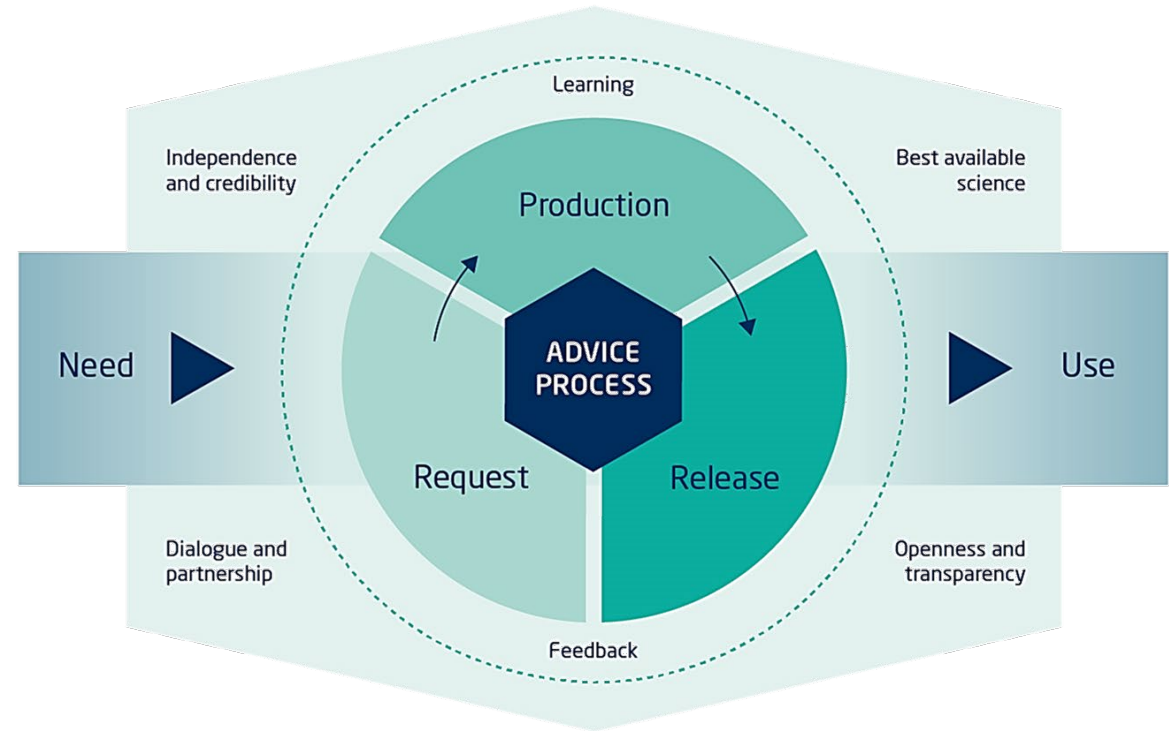 Learning
Independence
and credibility
Best available
science
Production
Need
ADVICE
PROCESS
Use
Request
Release
Dialogue and
partnership
Openness and
transparency
Feedback